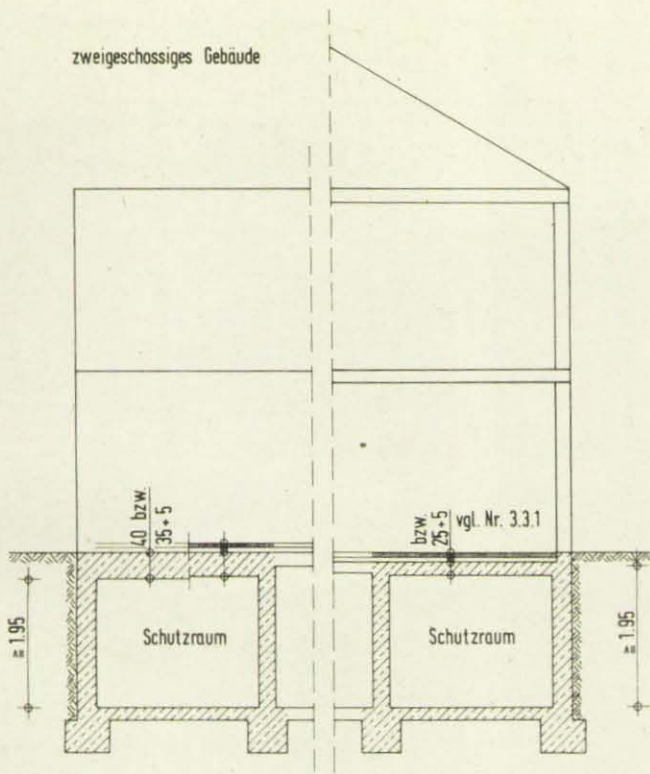 zweigeschossiges Gebäude
40 bzw.
35+5
bzw.
25+5
vgl. Nr. 3.3.1
≥ 1.95
Schutzraum
Schutzraum
≥ 1.95